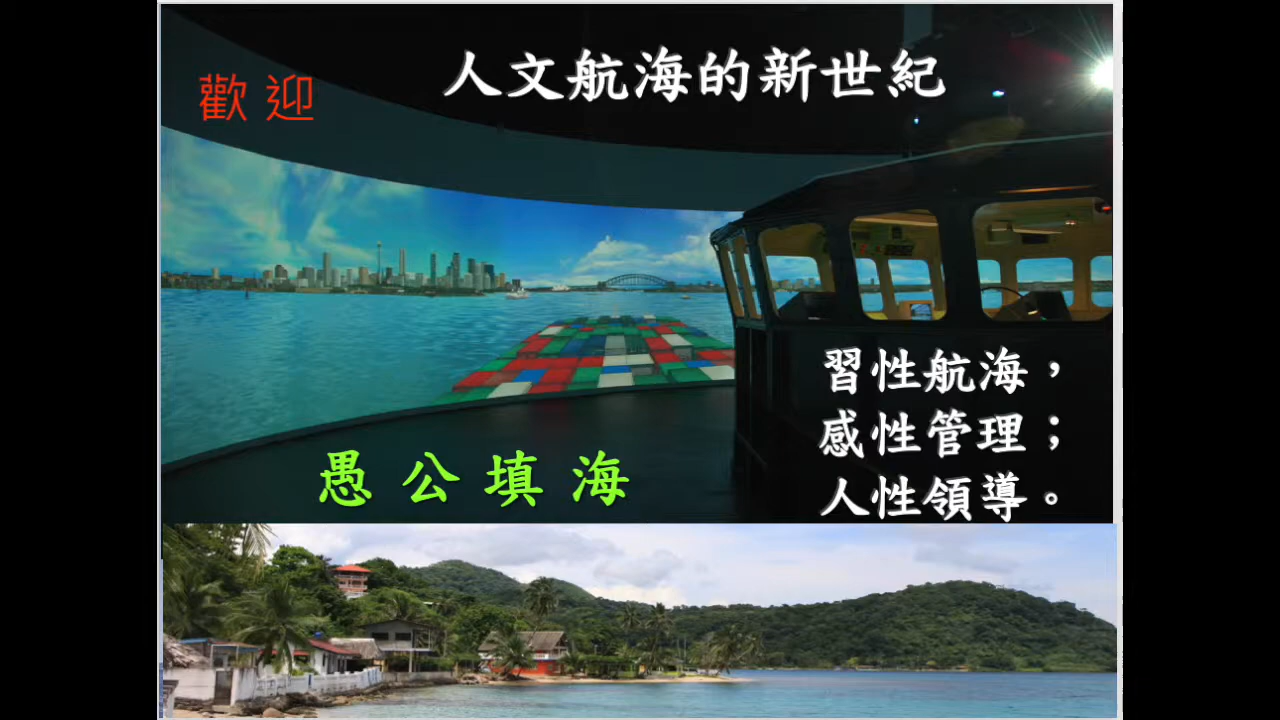 歡迎
人文航海的新世紀
習性航海，
感性管理；
人性領導。
愚公填海